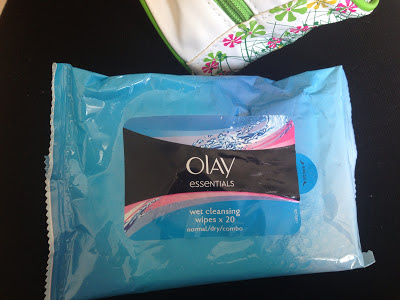 OLAY
ESSENTIALS
wet cleansing
wipes x 20
normal/dry/combo